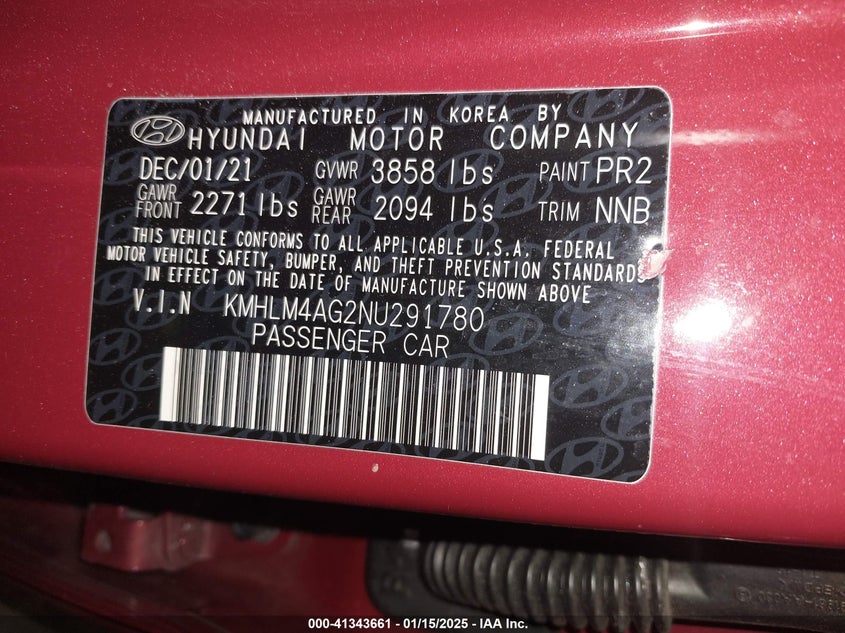 MANUFACTURED IN KOREA BY
HYUNDAI MOTOR COMPANY
DEC/01/21 GVWR 3858 lbs PAINT PR2
GAWR FRONT 2271 lbs GAWR REAR 2094 lbs TRIM NNB
THIS VEHICLE CONFORMS TO ALL APPLICABLE U.S.A. FEDERAL
MOTOR VEHICLE SAFETY, BUMPER, AND THEFT PREVENTION STANDARDS
IN EFFECT ON THE DATE OF MANUFACTURE SHOWN ABOVE
V.I.N KMHLM4AG2NU291780
PASSENGER CAR
000-41343661 - 01/15/2025 - IAA Inc.